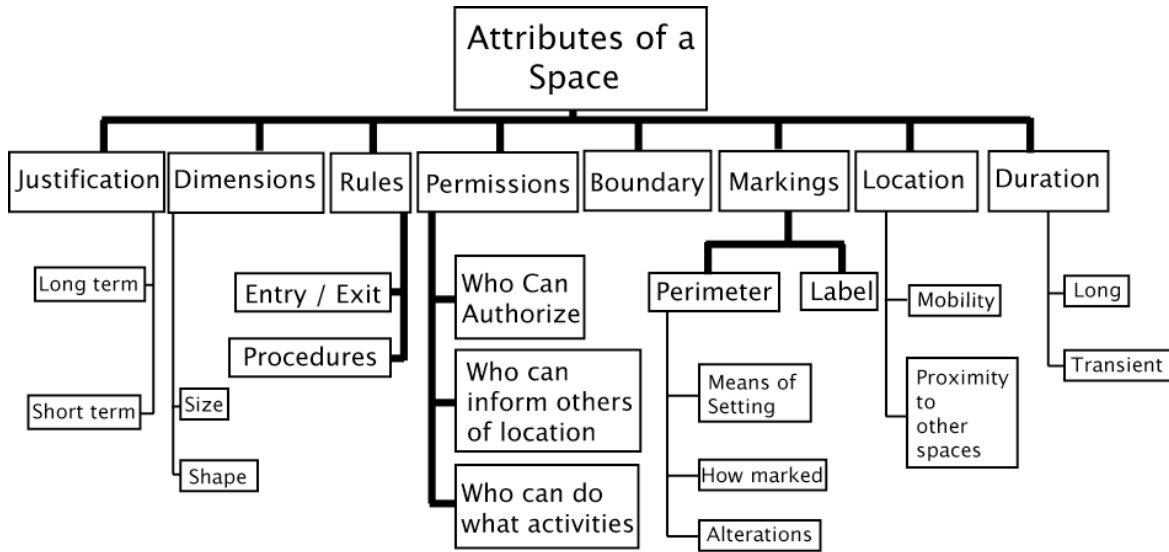 Attributes of a
Space
Justification
Dimensions
Rules
Permissions
Boundary
Markings
Location
Duration
Long term
Short term
Size
Shape
Entry / Exit
Procedures
Who Can
Authorize
Who can
inform others
of location
Who can do
what activities
Perimeter
Label
Means of
Setting
How marked
Alterations
Mobility
Proximity
to
other
spaces
Long
Transient